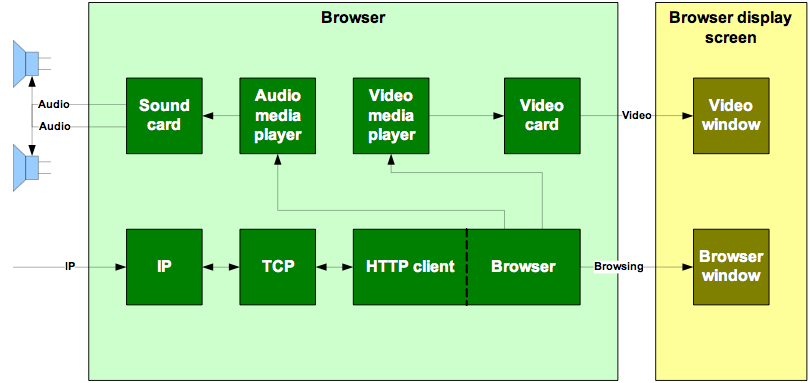 Browser
Browser display
screen
Audio
Audio
Sound
card
Audio
media
player
Video
media
player
Video
card
Video
Video
window
IP
IP
TCP
HTTP client
Browser
Browsing
Browser
window